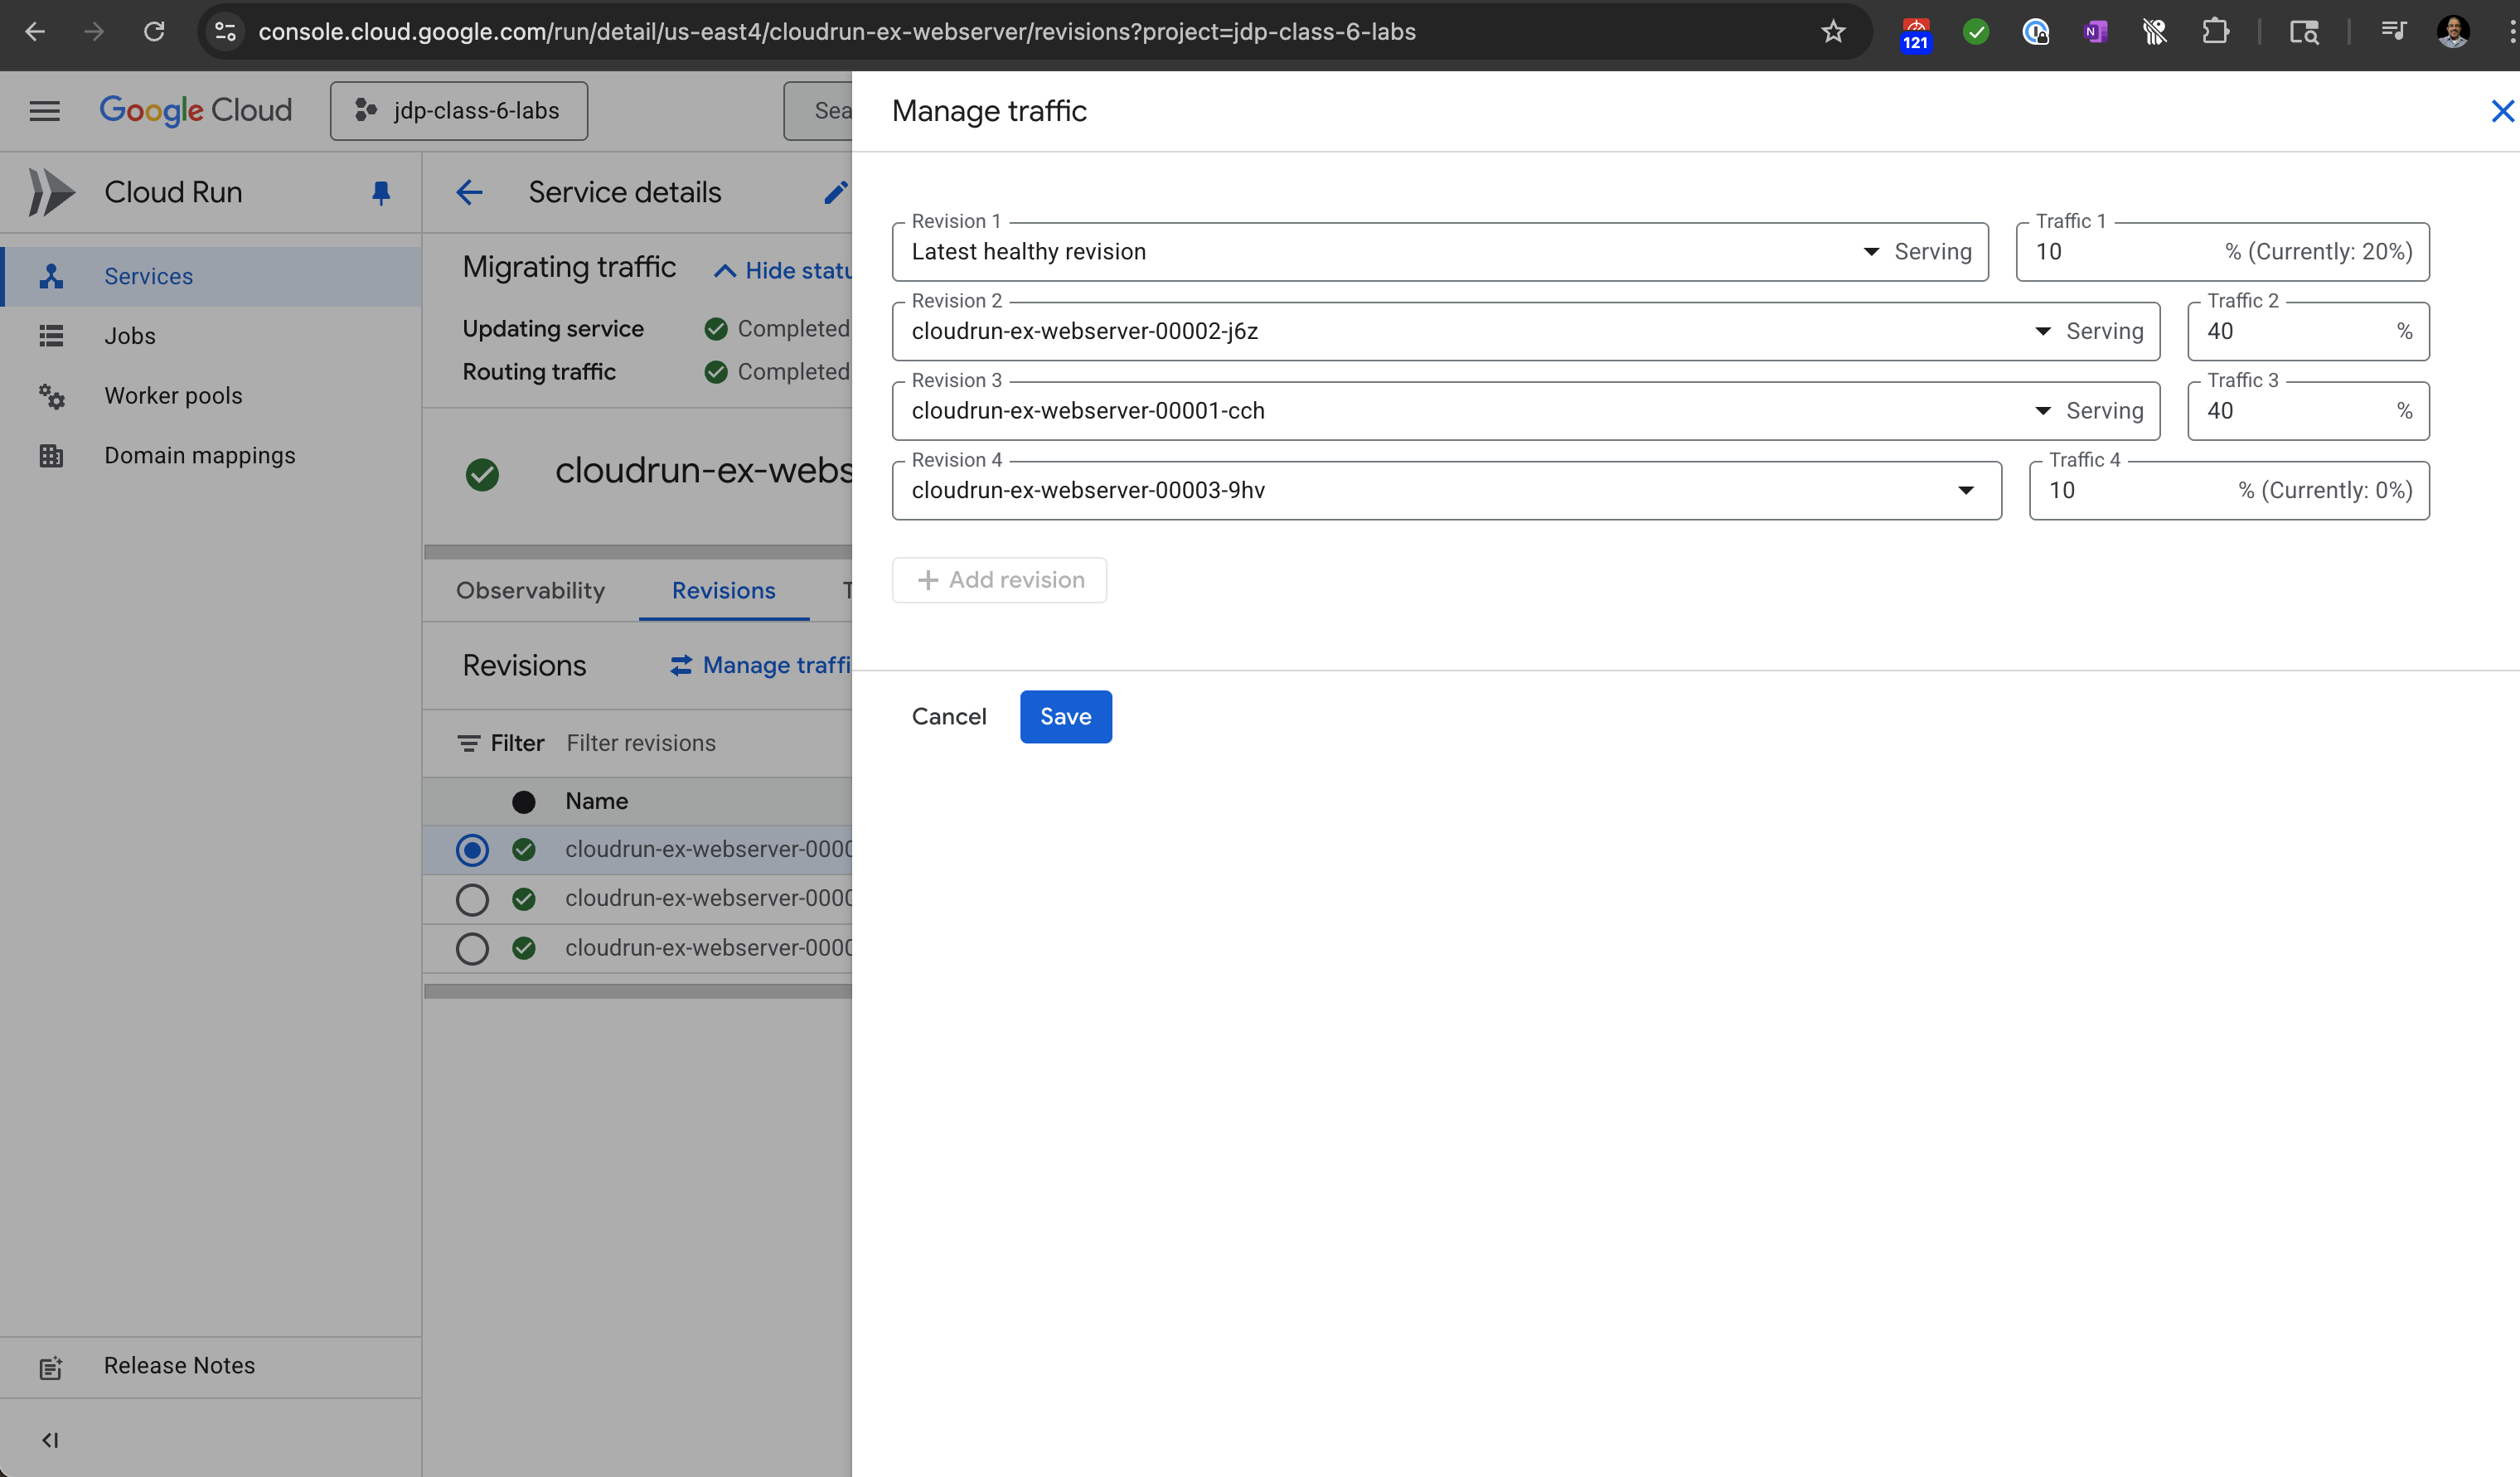 console.cloud.google.com/run/detail/us-east4/cloudrun-ex-webserver/revisions?project=jdp-class-6-labs
121
Google Cloud
jdp-class-6-labs
Sea
Manage traffic
Cloud Run
Service details
Services
Jobs
Worker pools
Domain mappings
Migrating traffic
Hide statu
Updating service
Completed
Routing traffic
Completed
cloudrun-ex-webs
Observability
Revisions
T
Revisions
Manage traffi
Filter
Filter revisions
Name
cloudrun-ex-webserver-0000
cloudrun-ex-webserver-0000
cloudrun-ex-webserver-0000
Revision 1
Latest healthy revision
Serving
Traffic 1
10
% (Currently: 20%)
Revision 2
cloudrun-ex-webserver-00002-j6z
Serving
Traffic 2
40
%
Revision 3
cloudrun-ex-webserver-00001-cch
Serving
Traffic 3
40
%
Revision 4
cloudrun-ex-webserver-00003-9hv
Traffic 4
10
% (Currently: 0%)
Add revision
Cancel
Save
Release Notes